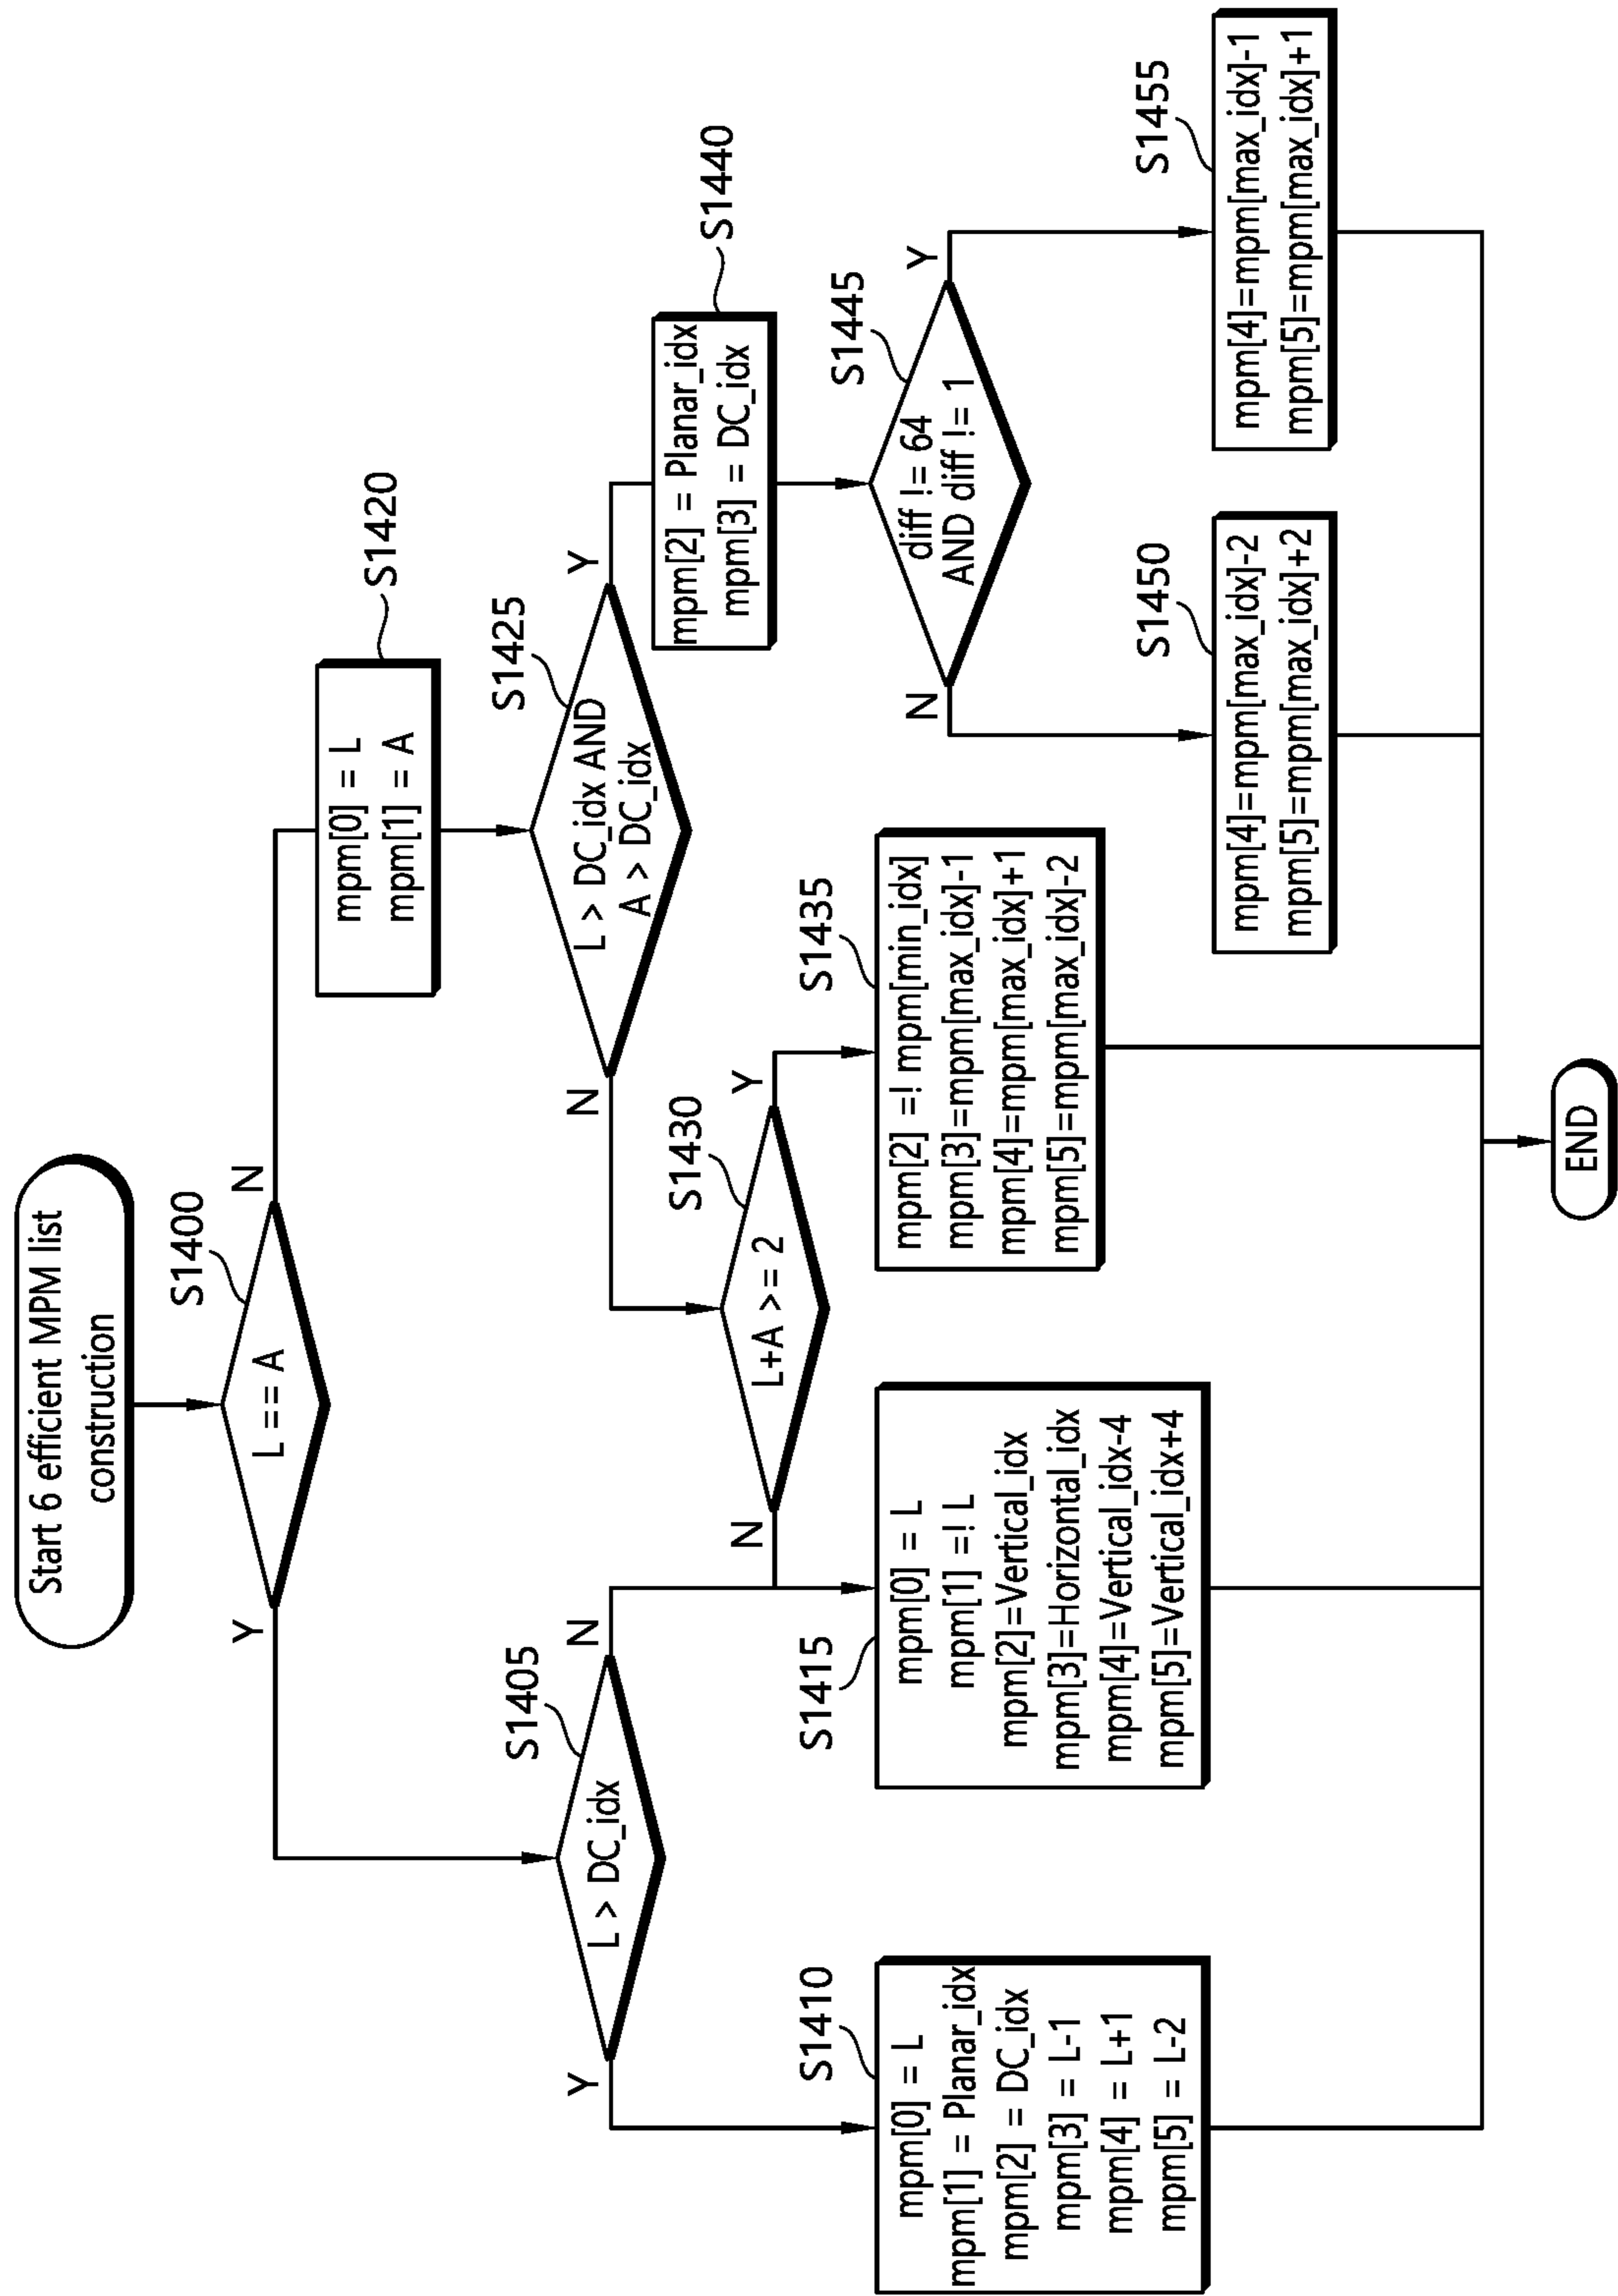 Start 6 efficient MPM list
construction
S1400
L == A
Y
N
S1420
mpm[0] = L
mpm[1] = A
S1405
L > DC_idx
Y
N
S1425
L > DC_idx AND
A > DC_idx
N
Y
S1430
L+A >= 2
N
Y
S1440
mpm[2] = Planar_idx
mpm[3] = DC_idx
S1445
diff != 64
AND diff != 1
N
Y
S1410
mpm[0] = L
mpm[1] = Planar_idx
mpm[2] = DC_idx
mpm[3] = L-1
mpm[4] = L+1
mpm[5] = L-2
S1415
mpm[0] = L
mpm[1] =! L
mpm[2]=Vertical_idx
mpm[3]=Horizontal_idx
mpm[4]=Vertical_idx-4
mpm[5]=Vertical_idx+4
S1435
mpm[2] =! mpm[min_idx]
mpm[3]=mpm[max_idx]-1
mpm[4]=mpm[max_idx]+1
mpm[5]=mpm[max_idx]-2
S1450
mpm[4]=mpm[max_idx]-2
mpm[5]=mpm[max_idx]+2
S1455
mpm[4]=mpm[max_idx]-1
mpm[5]=mpm[max_idx]+1
END